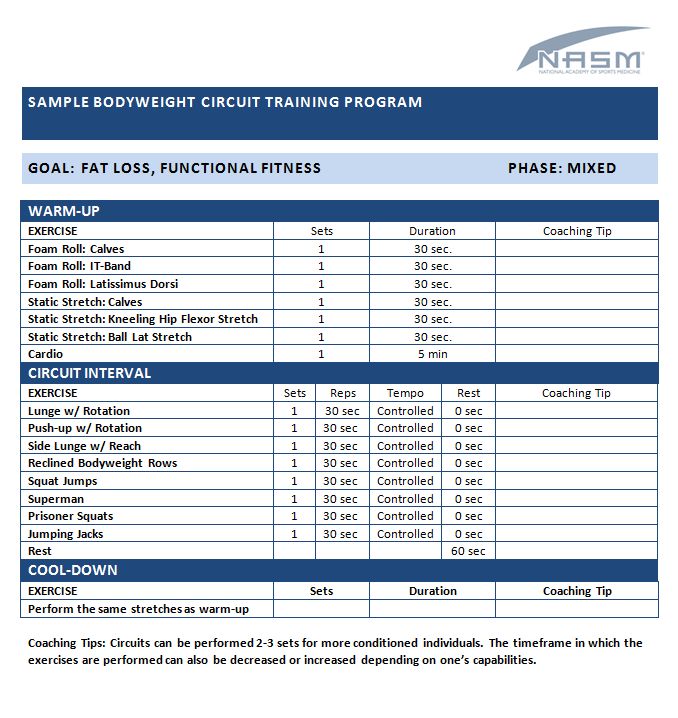 NASM®
NATIONAL ACADEMY OF SPORTS MEDICINE
SAMPLE BODYWEIGHT CIRCUIT TRAINING PROGRAM
GOAL: FAT LOSS, FUNCTIONAL FITNESS PHASE: MIXED
WARM-UP
EXERCISE Sets Duration Coaching Tip
Foam Roll: Calves 1 30 sec.
Foam Roll: IT-Band 1 30 sec.
Foam Roll: Latissimus Dorsi 1 30 sec.
Static Stretch: Calves 1 30 sec.
Static Stretch: Kneeling Hip Flexor Stretch 1 30 sec.
Static Stretch: Ball Lat Stretch 1 30 sec.
Cardio 1 5 min
CIRCUIT INTERVAL
EXERCISE Sets Reps Tempo Rest Coaching Tip
Lunge w/ Rotation 1 30 sec Controlled 0 sec
Push-up w/ Rotation 1 30 sec Controlled 0 sec
Side Lunge w/ Reach 1 30 sec Controlled 0 sec
Reclined Bodyweight Rows 1 30 sec Controlled 0 sec
Squat Jumps 1 30 sec Controlled 0 sec
Superman 1 30 sec Controlled 0 sec
Prisoner Squats 1 30 sec Controlled 0 sec
Jumping Jacks 1 30 sec Controlled 0 sec
Rest 60 sec
COOL-DOWN
EXERCISE Sets Duration Coaching Tip
Perform the same stretches as warm-up
Coaching Tips: Circuits can be performed 2-3 sets for more conditioned individuals. The timeframe in which the
exercises are performed can also be decreased or increased depending on one's capabilities.